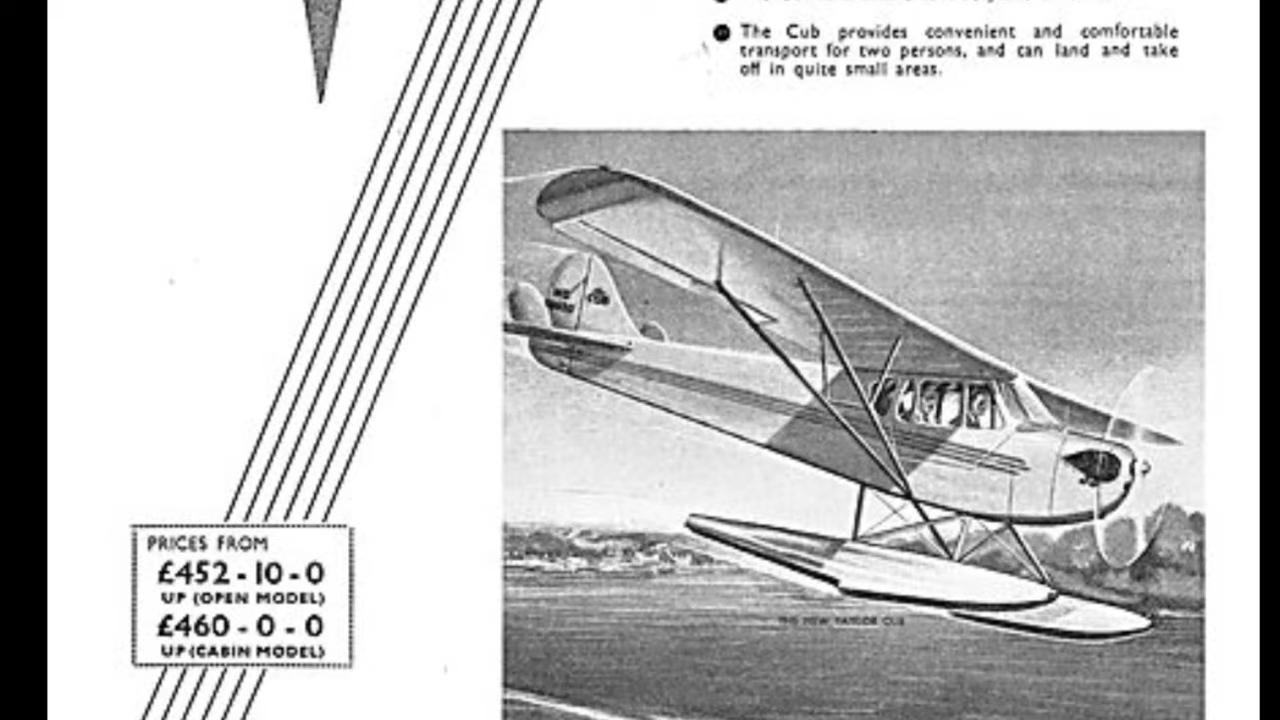 The Cub provides convenient and comfortable
transport for two persons, and can land and take
off in quite small areas.
PRICES FROM
£452 - 10 - 0
UP (OPEN MODEL)
£460 - 0 - 0
UP (CABIN MODEL)
THE NEW TAYLOR CUB